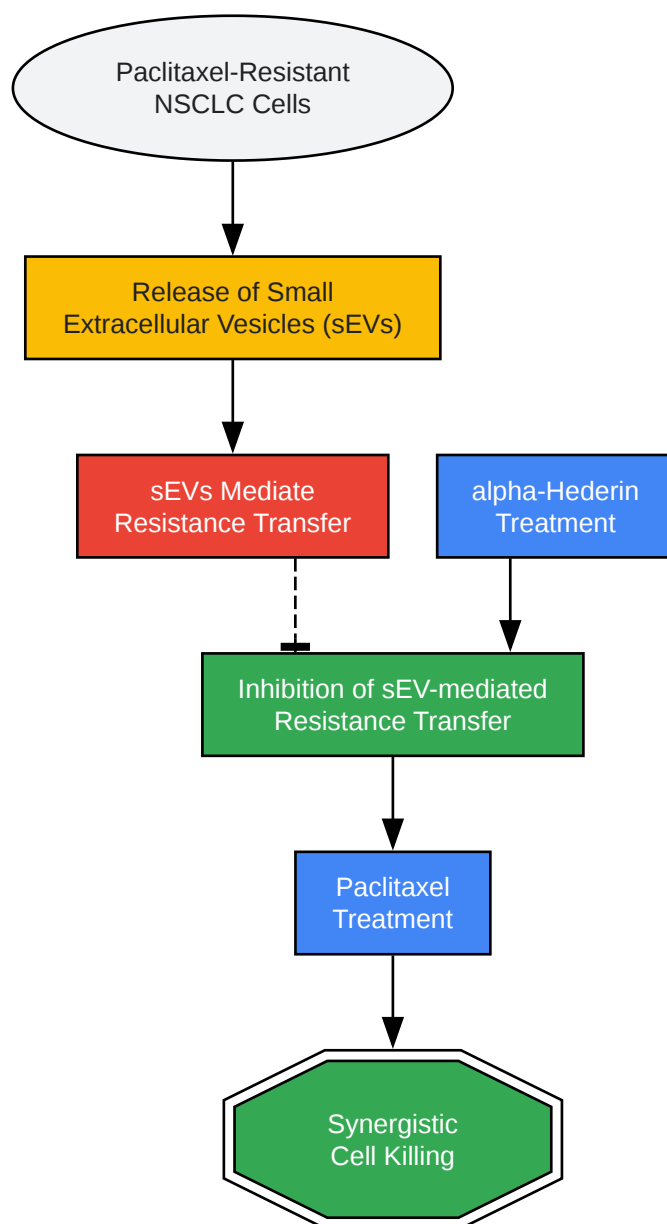 Paclitaxel-Resistant
NSCLC Cells
Release of Small
Extracellular Vesicles (sEVs)
sEVs Mediate
Resistance Transfer
alpha-Hederin
Treatment
Inhibition of sEV-mediated
Resistance Transfer
Paclitaxel
Treatment
Synergistic
Cell Killing